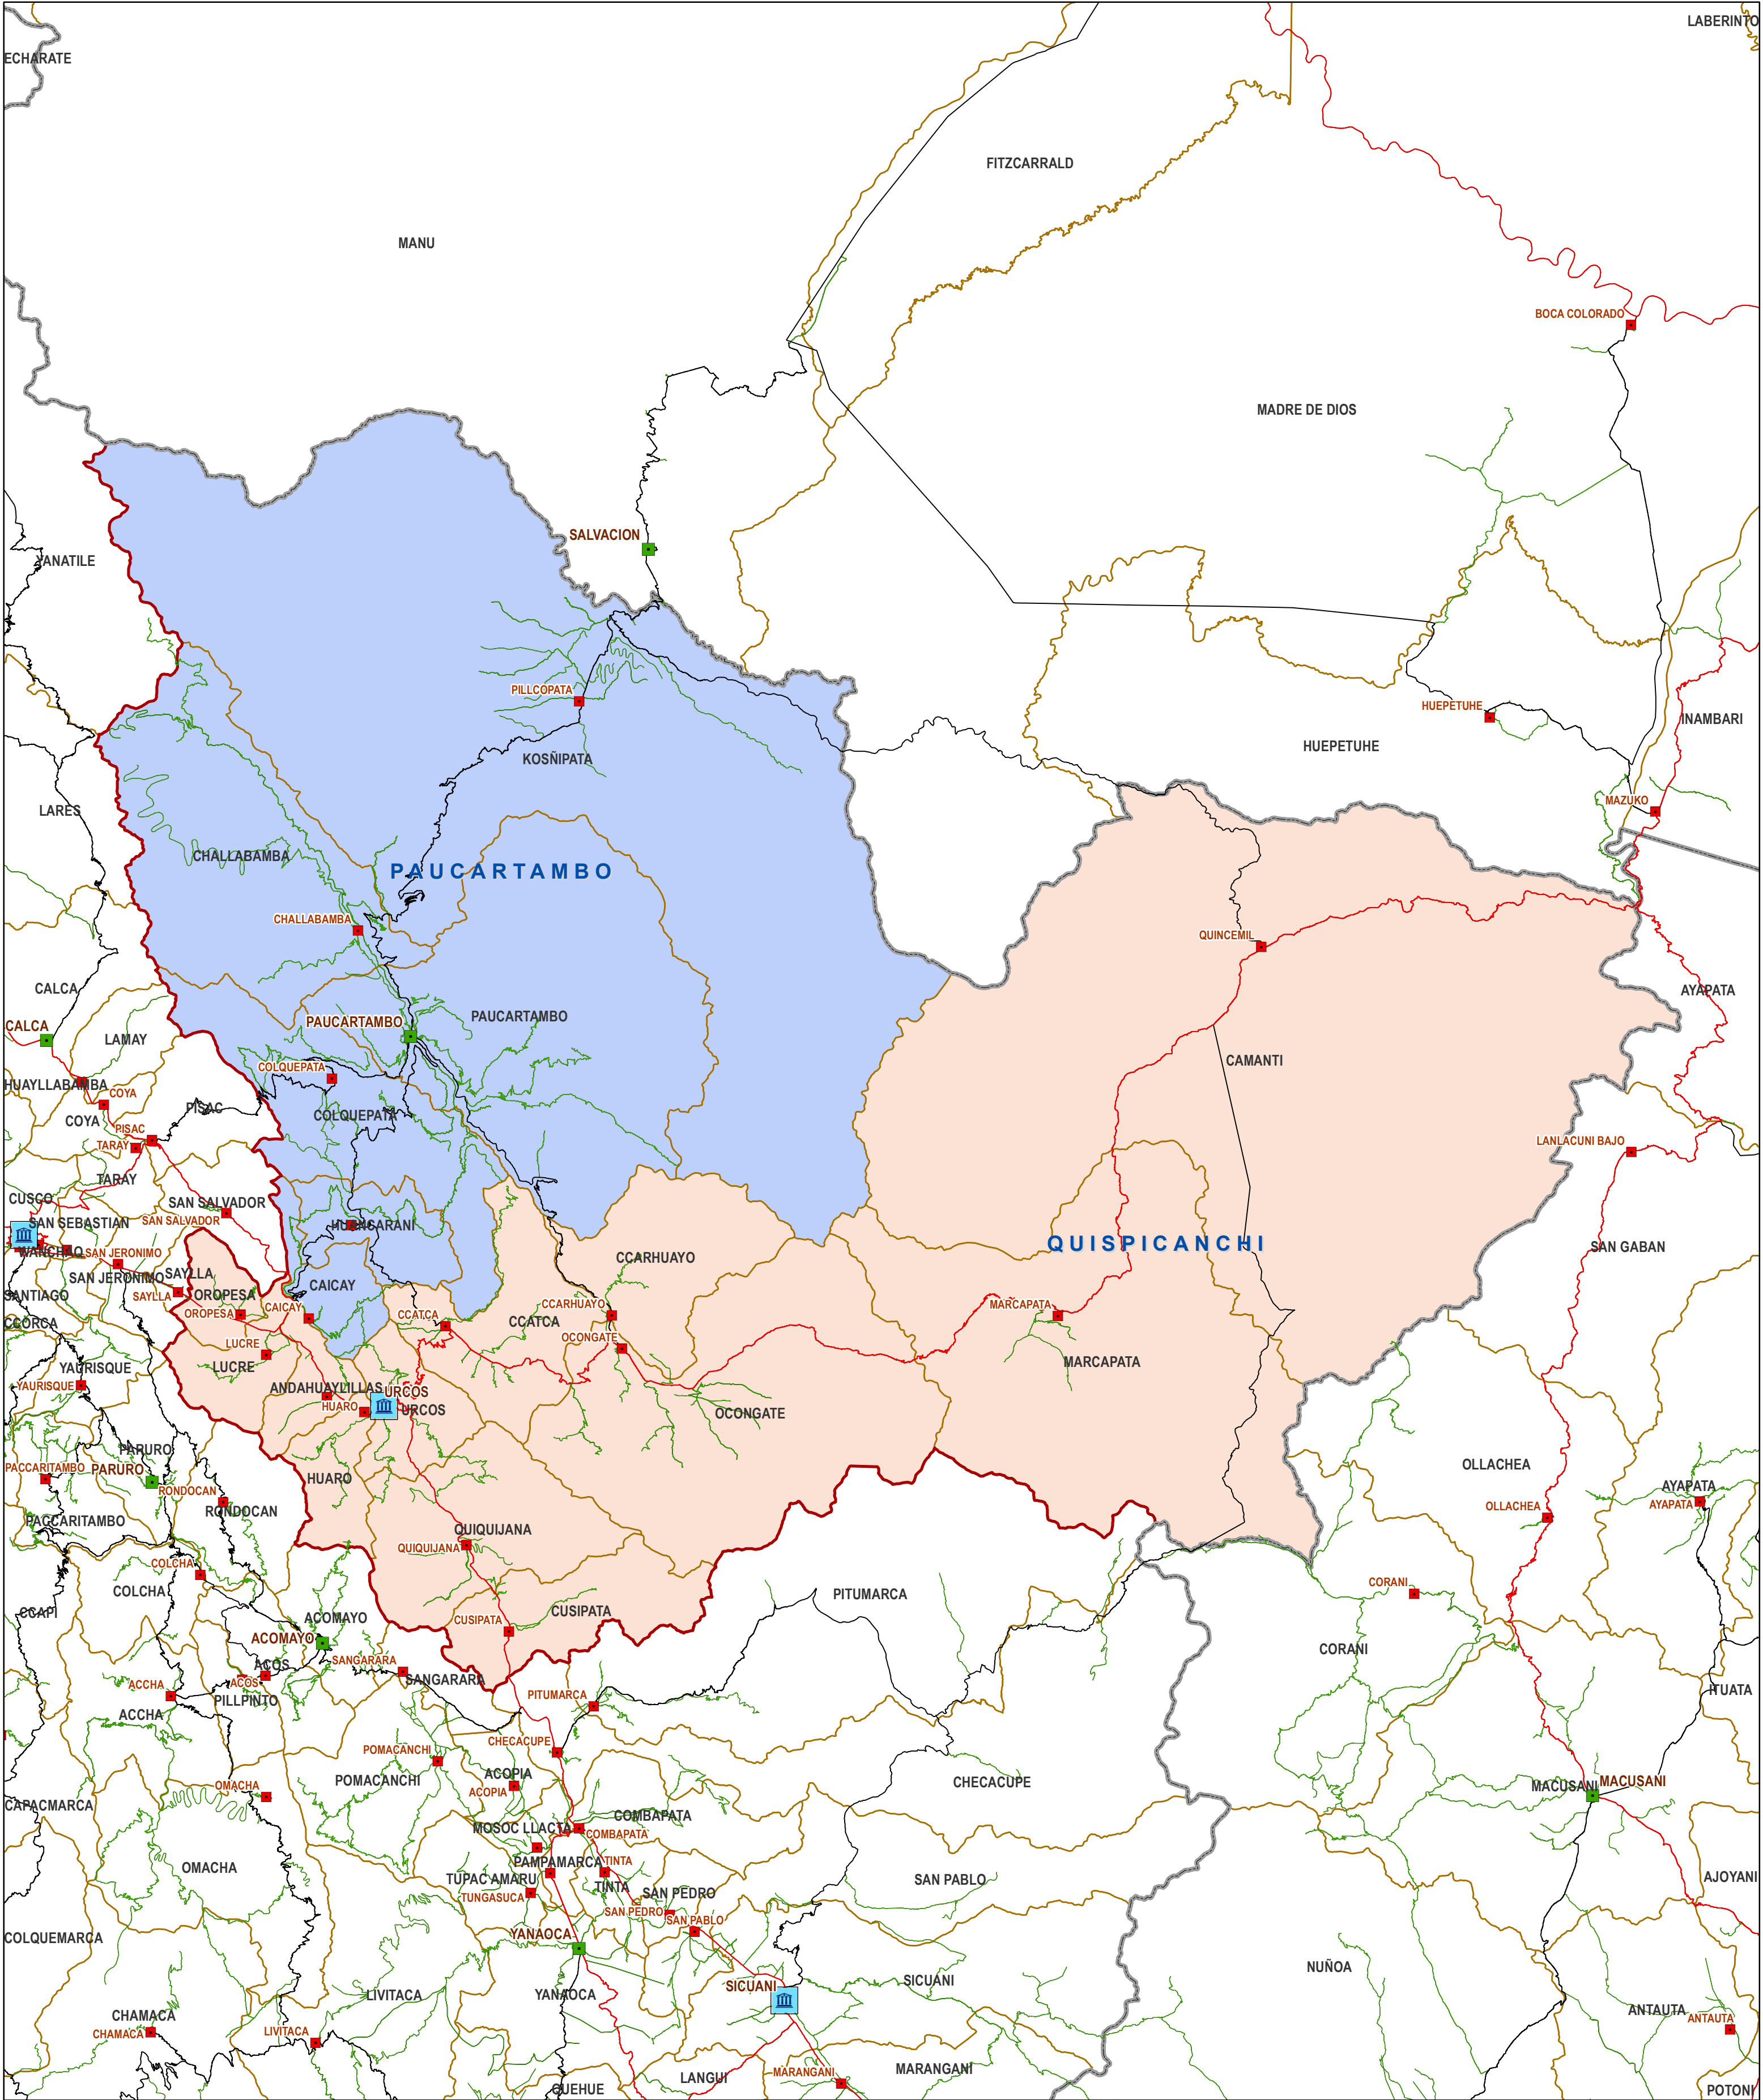 LABERINTO
ECHARATE
FITZCARRALD
MANU
BOCA COLORADO
MADRE DE DIOS
SALVACION
YANATILE
PILLCOPATA
HUEPETUHE
INAMBARI
HUEPETUHE
KOSÑIPATA
MAZUKO
LARES
CHALLABAMBA
PAUCARTAMBO
CHALLABAMBA
QUINCEMIL
CALCA
AYAPATA
PAUCARTAMBO
PAUCARTAMBO
CALCA
LAMAY
CAMANTI
COLQUEPATA
HUAYLLABAMBA
COYA
PISAC
COLQUEPATA
COYA
PISAC
TARAY
LANLACUNI BAJO
TARAY
CUSCO
SAN SALVADOR
SAN SEBASTIAN
SAN SALVADOR
HUANCARANI
QUISPICANCHI
SAN GABAN
WANCHAQ
SAN JERONIMO
CCARHUAYO
SAN JERONIMO
SAYLLA
CAICAY
SANTIAGO
SAYLLA
OROPESA
CCARHUAYO
MARCAPATA
OROPESA
CAICAY
CCATCA
CCATCA
CCORCA
OCONGATE
LUCRE
MARCAPATA
YAURISQUE
LUCRE
YAURISQUE
ANDAHUAYLILLAS
URCOS
HUARO
URCOS
OCONGATE
PARURO
OLLACHEA
PACCARITAMBO
PARURO
HUARO
AYAPATA
RONDOCAN
AYAPATA
RONDOCAN
OLLACHEA
PACCARITAMBO
QUIQUIJANA
QUIQUIJANA
COLCHA
CORANI
COLCHA
PITUMARCA
CCAPI
CUSIPATA
ACOMAYO
CUSIPATA
ACOMAYO
CORANI
SANGARARA
ACOS
SANGARARA
ACOS
ACCHA
ITUATA
PITUMARCA
PILLPINTO
ACCHA
CHECACUPE
POMACANCHI
ACOPIA
POMACANCHI
CHECACUPE
MACUSANI
MACUSANI
OMACHA
ACOPIA
CAPACMARCA
COMBAPATA
MOSOC LLACTA
COMBAPATA
PAMPAMARCA
TINTA
OMACHA
TUPAC AMARU
SAN PABLO
AJOYANI
TINTA
SAN PEDRO
TUNGASUCA
SAN PEDRO
SAN PABLO
YANAOCA
COLQUEMARCA
NUÑOA
SICUANI
SICUANI
LIVITACA
YANAOCA
ANTAUTA
CHAMACA
ANTAUTA
CHAMACA
LIVITACA
MARANGANI
MARANGANI
LANGUI
QUEHUE
POTONI